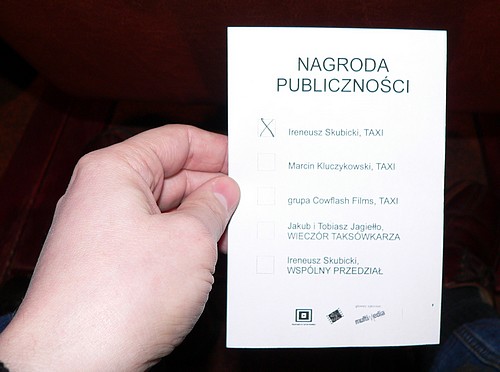 NAGRODA
PUBLICZNOŚCI
Ireneusz Skubicki, TAXI
Marcin Kluczykowski, TAXI
grupa Cowflash Films, TAXI
Jakub i Tobiasz Jagiełło,
WIECZÓR TAKSÓWKARZA
Ireneusz Skubicki,
WSPÓLNY PRZEDZIAŁ